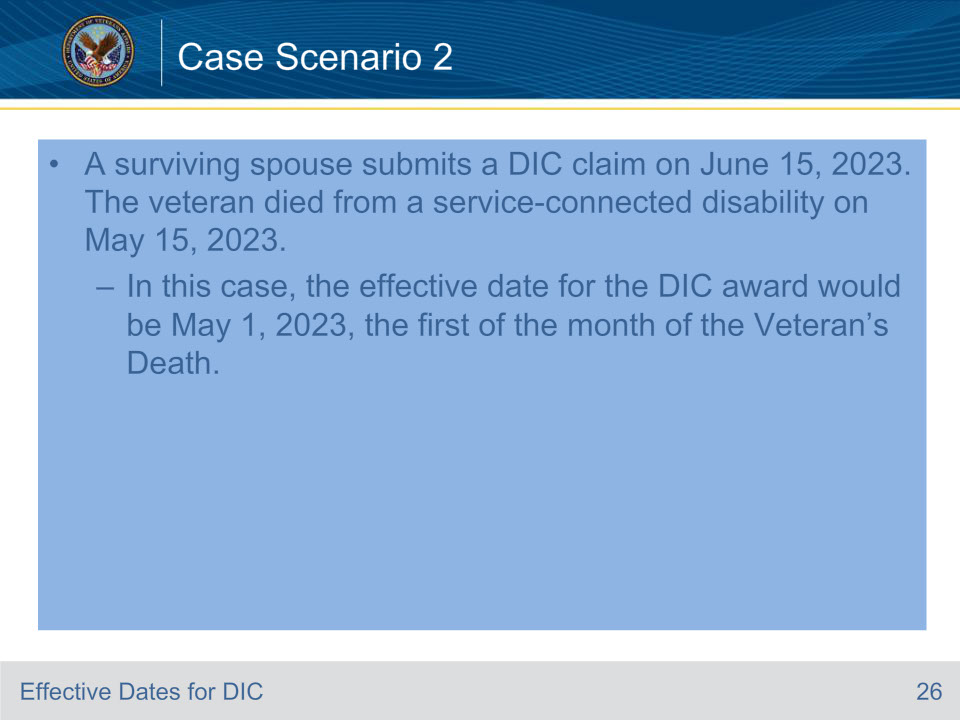 Case Scenario 2
• A surviving spouse submits a DIC claim on June 15, 2023.
The veteran died from a service-connected disability on
May 15, 2023.
– In this case, the effective date for the DIC award would
be May 1, 2023, the first of the month of the Veteran’s
Death.
Effective Dates for DIC
26